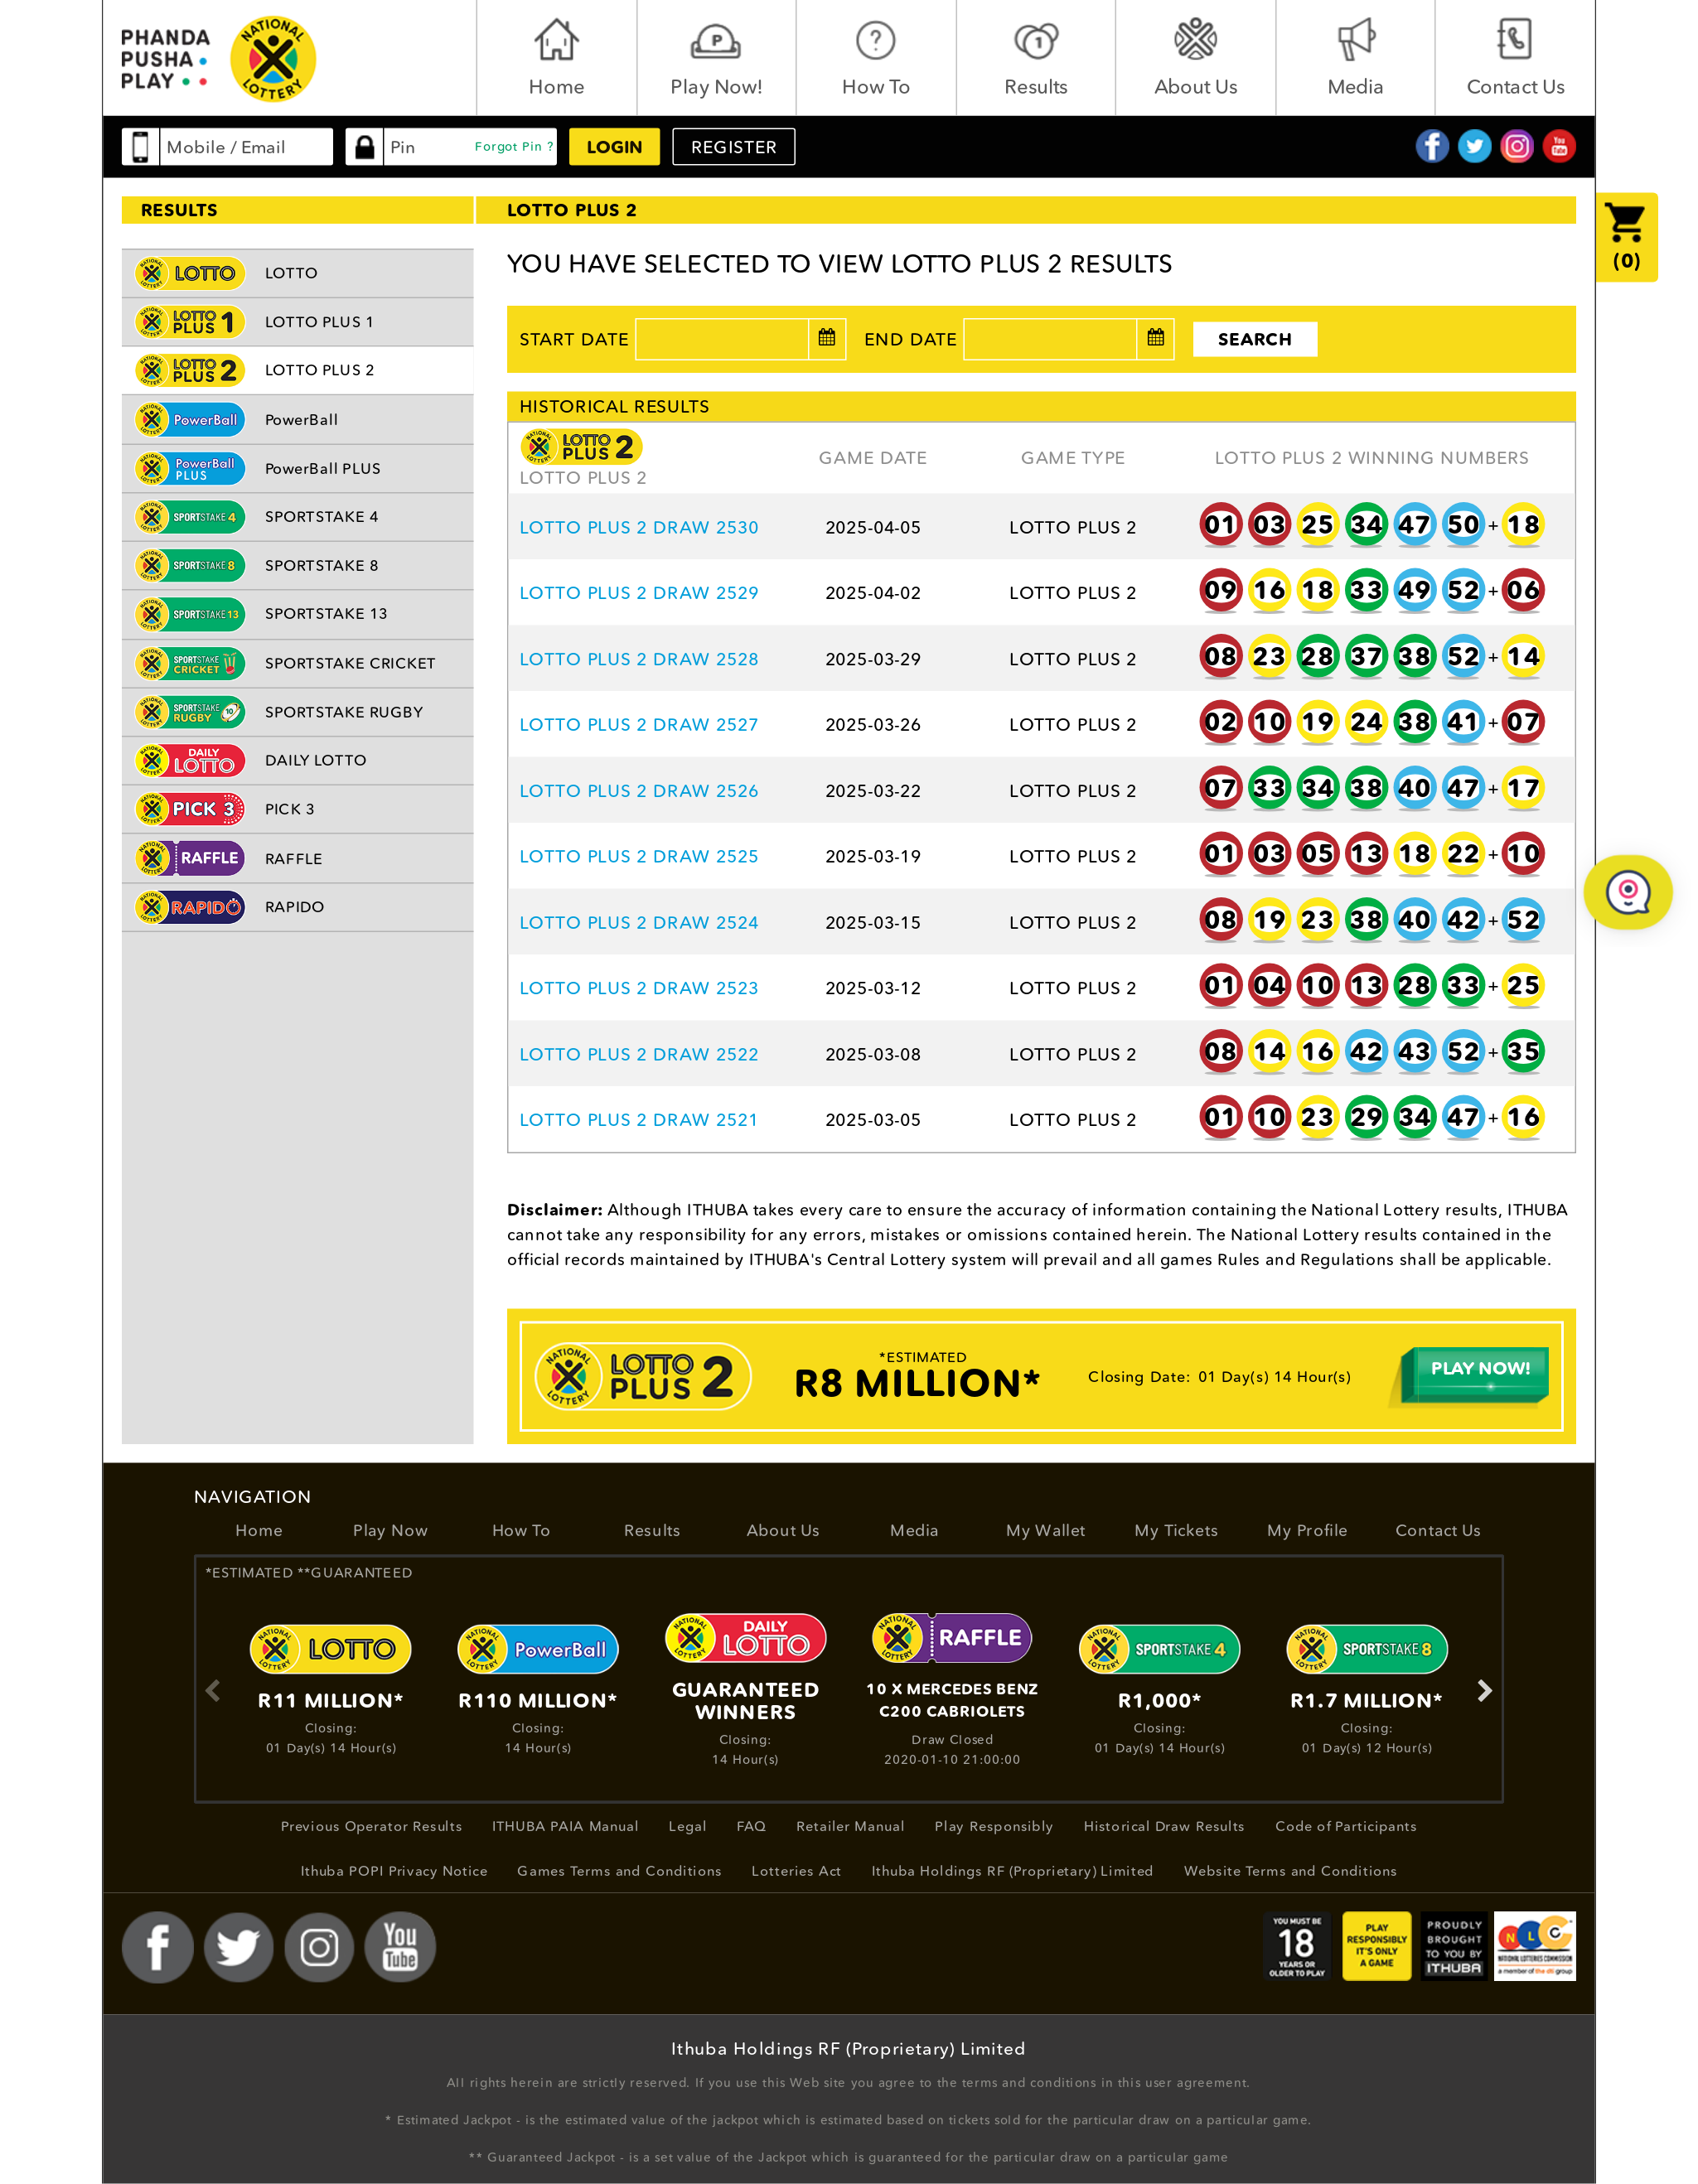 PHANDA
PUSHA
PLAY
NATIONAL
LOTTERY
Home
Play Now!
How To
Results
About Us
Media
Contact Us
Mobile / Email
Pin
Forgot Pin ?
LOGIN
REGISTER
You
Tube
RESULTS
LOTTO PLUS 2
(0)
LOTTO LOTTO
LOTTO PLUS 1 LOTTO PLUS 1
LOTTO PLUS 2 LOTTO PLUS 2
PowerBall PowerBall
PowerBall PLUS PowerBall PLUS
SPORTSTAKE 4 SPORTSTAKE 4
SPORTSTAKE 8 SPORTSTAKE 8
SPORTSTAKE 13 SPORTSTAKE 13
SPORTSTAKE CRICKET SPORTSTAKE CRICKET
SPORTSTAKE RUGBY 10 SPORTSTAKE RUGBY
DAILY LOTTO DAILY LOTTO
PICK 3 PICK 3
RAFFLE RAFFLE
RAPIDO RAPIDO
YOU HAVE SELECTED TO VIEW LOTTO PLUS 2 RESULTS
START DATE END DATE SEARCH
HISTORICAL RESULTS
LOTTO PLUS 2
LOTTO PLUS 2 GAME DATE GAME TYPE LOTTO PLUS 2 WINNING NUMBERS
LOTTO PLUS 2 DRAW 2530 2025-04-05 LOTTO PLUS 2 01 03 25 34 47 50 + 18
LOTTO PLUS 2 DRAW 2529 2025-04-02 LOTTO PLUS 2 09 16 18 33 49 52 + 06
LOTTO PLUS 2 DRAW 2528 2025-03-29 LOTTO PLUS 2 08 23 28 37 38 52 + 14
LOTTO PLUS 2 DRAW 2527 2025-03-26 LOTTO PLUS 2 02 10 19 24 38 41 + 07
LOTTO PLUS 2 DRAW 2526 2025-03-22 LOTTO PLUS 2 07 33 34 38 40 47 + 17
LOTTO PLUS 2 DRAW 2525 2025-03-19 LOTTO PLUS 2 01 03 05 13 18 22 + 10
LOTTO PLUS 2 DRAW 2524 2025-03-15 LOTTO PLUS 2 08 19 23 38 40 42 + 52
LOTTO PLUS 2 DRAW 2523 2025-03-12 LOTTO PLUS 2 01 04 10 13 28 33 + 25
LOTTO PLUS 2 DRAW 2522 2025-03-08 LOTTO PLUS 2 08 14 16 42 43 52 + 35
LOTTO PLUS 2 DRAW 2521 2025-03-05 LOTTO PLUS 2 01 10 23 29 34 47 + 16
Disclaimer: Although ITHUBA takes every care to ensure the accuracy of information containing the National Lottery results, ITHUBA
cannot take any responsibility for any errors, mistakes or omissions contained herein. The National Lottery results contained in the
official records maintained by ITHUBA's Central Lottery system will prevail and all games Rules and Regulations shall be applicable.
NATIONAL LOTTERY
LOTTO PLUS 2
*ESTIMATED
R8 MILLION*
Closing Date: 01 Day(s) 14 Hour(s)
PLAY NOW!
NAVIGATION
Home Play Now How To Results About Us Media My Wallet My Tickets My Profile Contact Us
*ESTIMATED **GUARANTEED
NATIONAL LOTTERY LOTTO
R11 MILLION*
Closing:
01 Day(s) 14 Hour(s)
NATIONAL LOTTERY PowerBall
R110 MILLION*
Closing:
14 Hour(s)
NATIONAL LOTTERY DAILY LOTTO
GUARANTEED
WINNERS
Closing:
14 Hour(s)
NATIONAL LOTTERY RAFFLE
10 X MERCEDES BENZ
C200 CABRIOLETS
Draw Closed
2020-01-10 21:00:00
NATIONAL LOTTERY SPORTSTAKE 4
R1,000*
Closing:
01 Day(s) 14 Hour(s)
NATIONAL LOTTERY SPORTSTAKE 8
R1.7 MILLION*
Closing:
01 Day(s) 12 Hour(s)
Previous Operator Results ITHUBA PAIA Manual Legal FAQ Retailer Manual Play Responsibly Historical Draw Results Code of Participants
Ithuba POPI Privacy Notice Games Terms and Conditions Lotteries Act Ithuba Holdings RF (Proprietary) Limited Website Terms and Conditions
You
Tube
YOU MUST BE
18
YEARS OR
OLDER TO PLAY
PLAY
RESPONSIBLY
IT'S ONLY
A GAME
PROUDLY
BROUGHT
TO YOU BY
ITHUBA
NLC
NATIONAL LOTTERIES COMMISSION
a member of the dti group
Ithuba Holdings RF (Proprietary) Limited
All rights herein are strictly reserved. If you use this Web site you agree to the terms and conditions in this user agreement.
* Estimated Jackpot - is the estimated value of the jackpot which is estimated based on tickets sold for the particular draw on a particular game.
** Guaranteed Jackpot - is a set value of the Jackpot which is guaranteed for the particular draw on a particular game